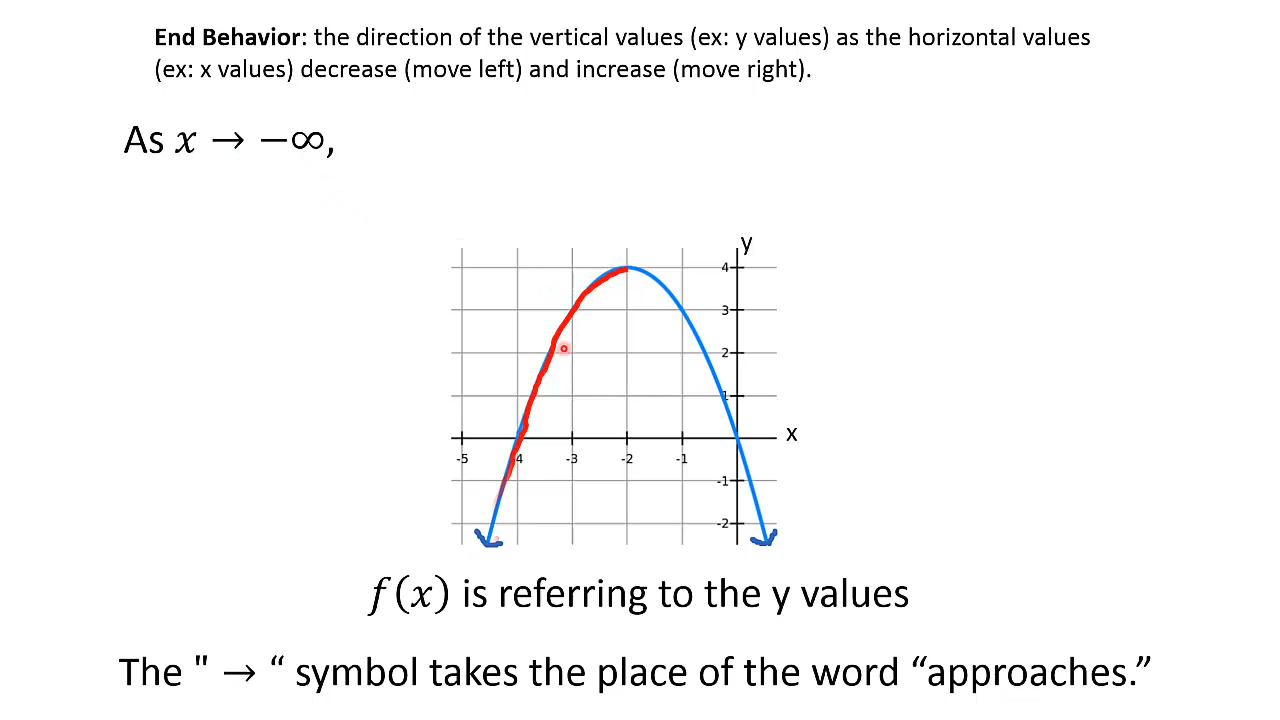 End Behavior: the direction of the vertical values (ex: y values) as the horizontal values
(ex: x values) decrease (move left) and increase (move right).
As 𝑥 → −∞,
y
4
3
2
1
x
-5
4
-3
-2
-1
-1
-2
𝑓(𝑥) is referring to the y values
The " → “ symbol takes the place of the word “approaches.”